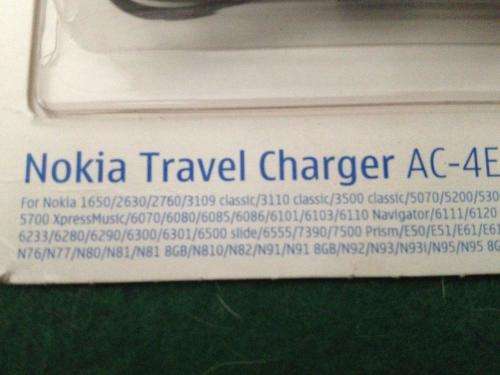 Nokia Travel Charger AC-4E
For Nokia 1650/2630/2760/3109 classic/3110 classic/3500 classic/5070/5200/530
5700 XpressMusic/6070/6080/6085/6086/6101/6103/6110 Navigator/6111/6120
6233/6280/6290/6300/6301/6500 slide/6555/7390/7500 Prism/E50/E51/E61/E61
N76/N77/N80/N81/N81 8GB/N810/N82/N91/N91 8GB/N92/N93/N93i/N95/N95 8G